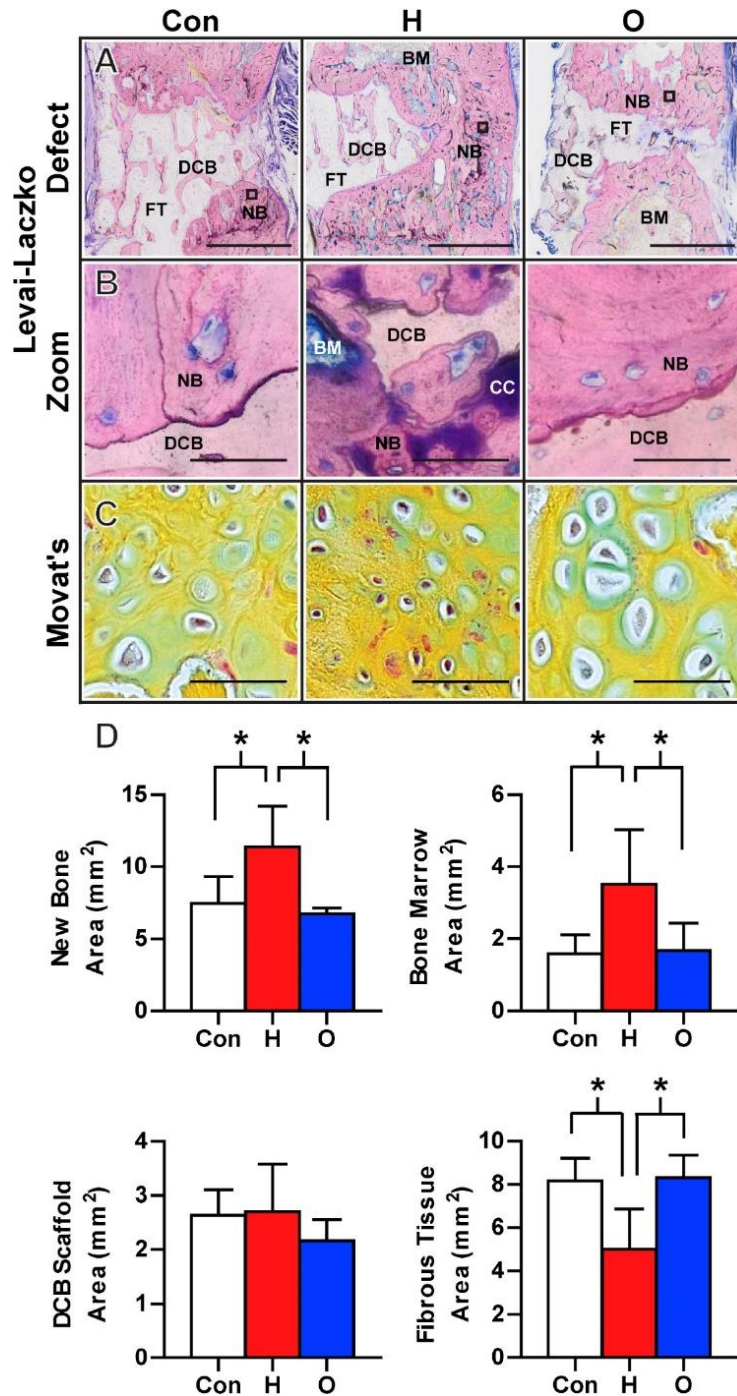 Con H O
Levai-Laczko
Defect
A
BM
DCB
FT
NB
BM
DCB
NB
FT
NB
FT
DCB
BM
Zoom
B
NB
DCB
DCB
BM
CC
NB
NB
DCB
Movat's
C
D
* *
15
10
5
0
New Bone
Area (mm²)
Con H O
* *
6
4
2
0
Bone Marrow
Area (mm²)
Con H O
4
3
2
1
0
DCB Scaffold
Area (mm²)
Con H O
* *
10
8
6
4
2
0
Fibrous Tissue
Area (mm²)
Con H O